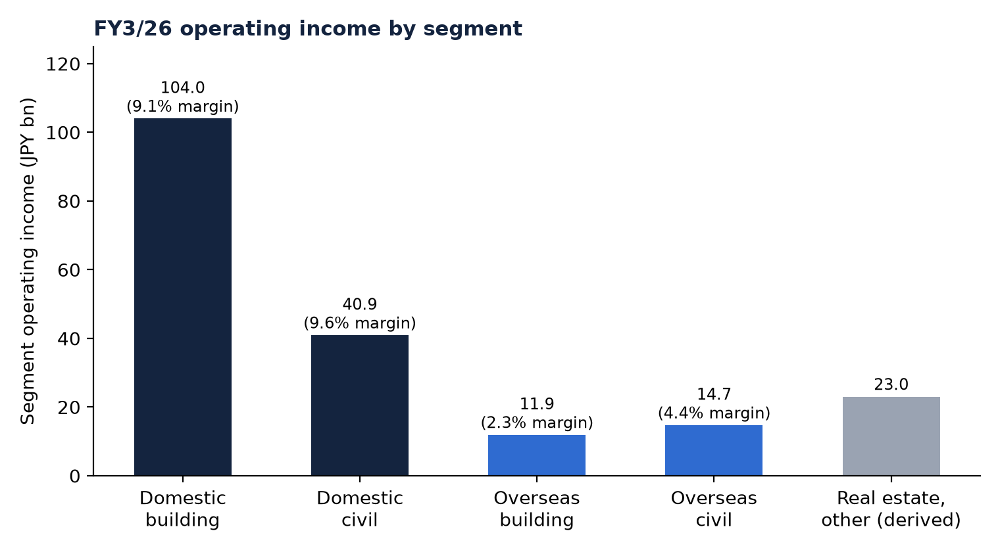 FY3/26 operating income by segment
Segment operating income (JPY bn)
120
100
80
60
40
20
0
104.0
(9.1% margin)
40.9
(9.6% margin)
11.9
(2.3% margin)
14.7
(4.4% margin)
23.0
Domestic
building
Domestic
civil
Overseas
building
Overseas
civil
Real estate,
other (derived)